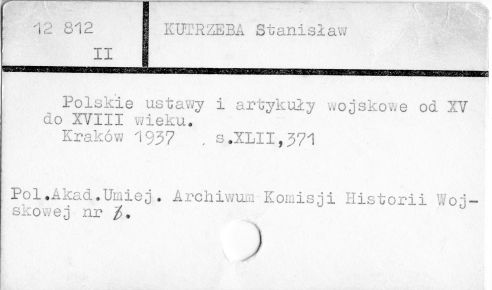 12 812
II
KUTRZEBA Stanisław
Polskie ustawy i artykuły wojskowe od XV
do XVIII wieku.
Kraków 1937 s.XLII,371
Pol.Akad.Umiej. Archiwum Komisji Historii Woj-
skowej nr